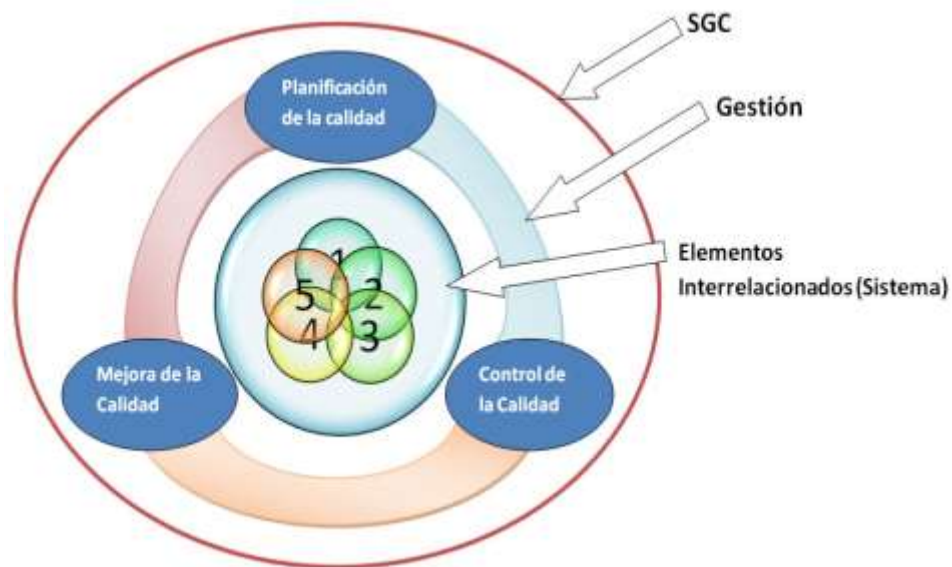 SGC
Planificación
de la calidad
Gestión
1
5
2
4
3
Elementos
Interrelacionados (Sistema)
Mejora de la
Calidad
Control de
la Calidad